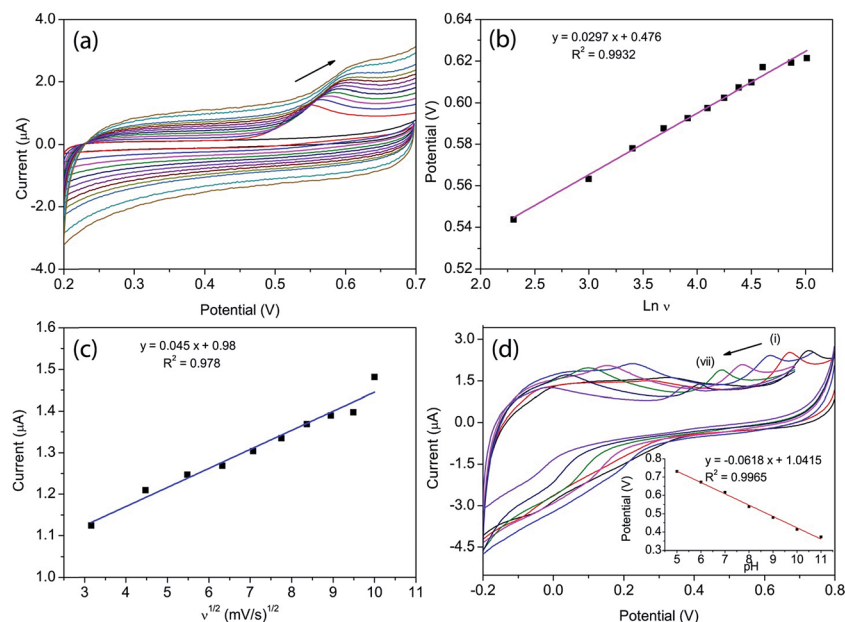 (a)
4.0
2.0
0.0
-2.0
-4.0
0.2 0.3 0.4 0.5 0.6 0.7
Current (μA)
Potential (V)
(b)
y = 0.0297 x + 0.476
R² = 0.9932
0.64
0.62
0.60
0.58
0.56
0.54
0.52
2.0 2.5 3.0 3.5 4.0 4.5 5.0
Potential (V)
Ln ν
(c)
y = 0.045 x + 0.98
R² = 0.978
1.6
1.5
1.4
1.3
1.2
1.1
1.0
3 4 5 6 7 8 9 10 11
Current (μA)
ν^1/2 (mV/s)^1/2
(d)
(i)
(vii)
3.0
1.5
0.0
-1.5
-3.0
-4.5
-0.2 0.0 0.2 0.4 0.6 0.8
Current (μA)
Potential (V)
y = -0.0618 x + 1.0415
R² = 0.9965
0.8
0.7
0.6
0.5
0.4
0.3
5 6 7 8 9 10 11
Potential (V)
pH